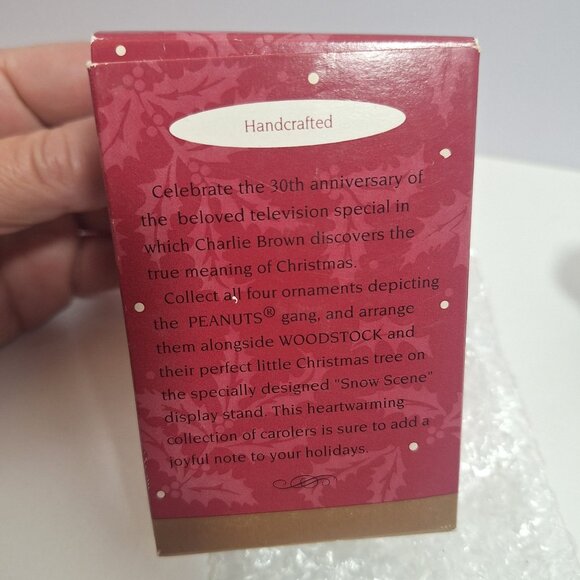 Handcrafted
Celebrate the 30th anniversary of
the beloved television special in
which Charlie Brown discovers the
true meaning of Christmas.
Collect all four ornaments depicting
the PEANUTS® gang, and arrange
them alongside WOODSTOCK and
their perfect little Christmas tree on
the specially designed "Snow Scene"
display stand. This heartwarming
collection of carolers is sure to add a
joyful note to your holidays.